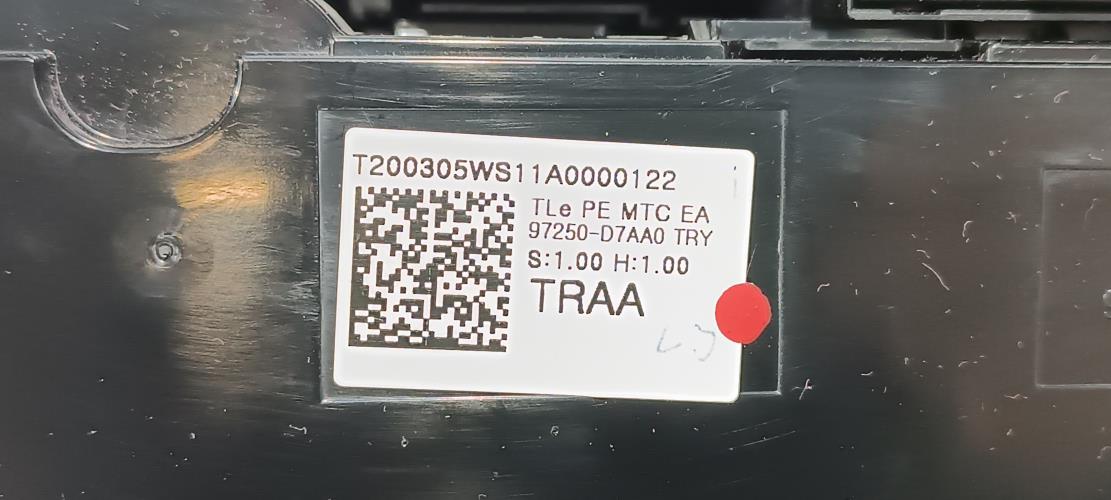 T200305WS11A0000122
TLe PE MTC EA
97250-D7AA0 TRY
S:1.00 H:1.00
TRAA